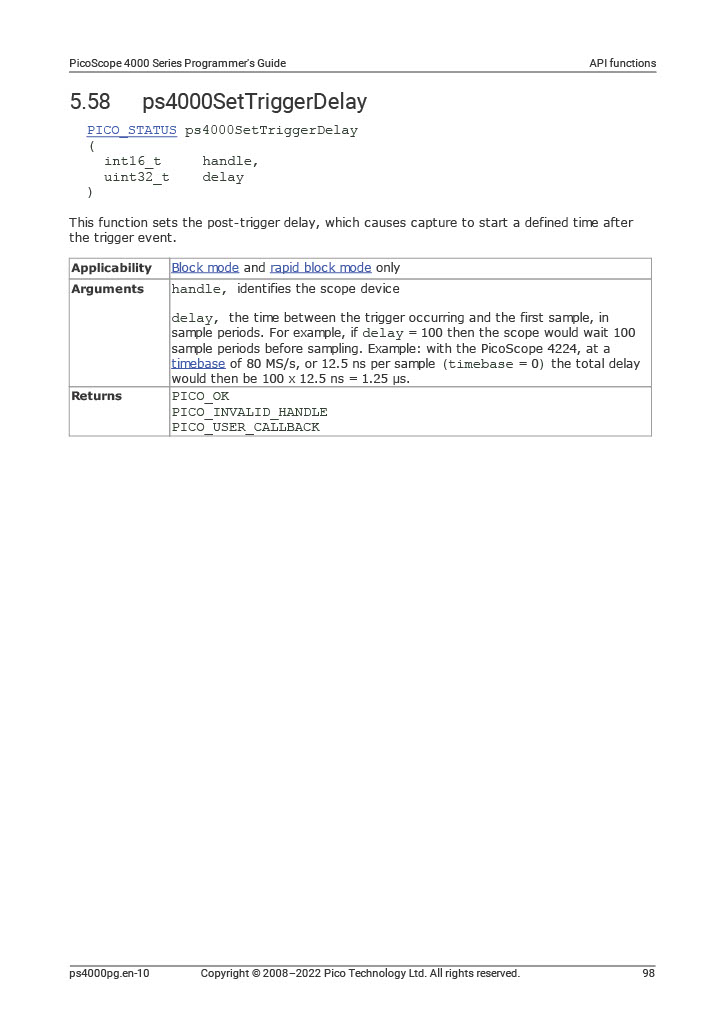 PicoScope 4000 Series Programmer's Guide API functions
5.58 ps4000SetTriggerDelay
PICO_STATUS ps4000SetTriggerDelay
(
int16_t handle,
uint32_t delay
)
This function sets the post-trigger delay, which causes capture to start a defined time after
the trigger event.
Applicability Block mode and rapid block mode only
Arguments handle, identifies the scope device
delay, the time between the trigger occurring and the first sample, in
sample periods. For example, if delay = 100 then the scope would wait 100
sample periods before sampling. Example: with the PicoScope 4224, at a
timebase of 80 MS/s, or 12.5 ns per sample (timebase = 0) the total delay
would then be 100 x 12.5 ns = 1.25 µs.
Returns PICO_OK
PICO_INVALID_HANDLE
PICO_USER_CALLBACK
ps4000pg.en-10 Copyright © 2008–2022 Pico Technology Ltd. All rights reserved. 98